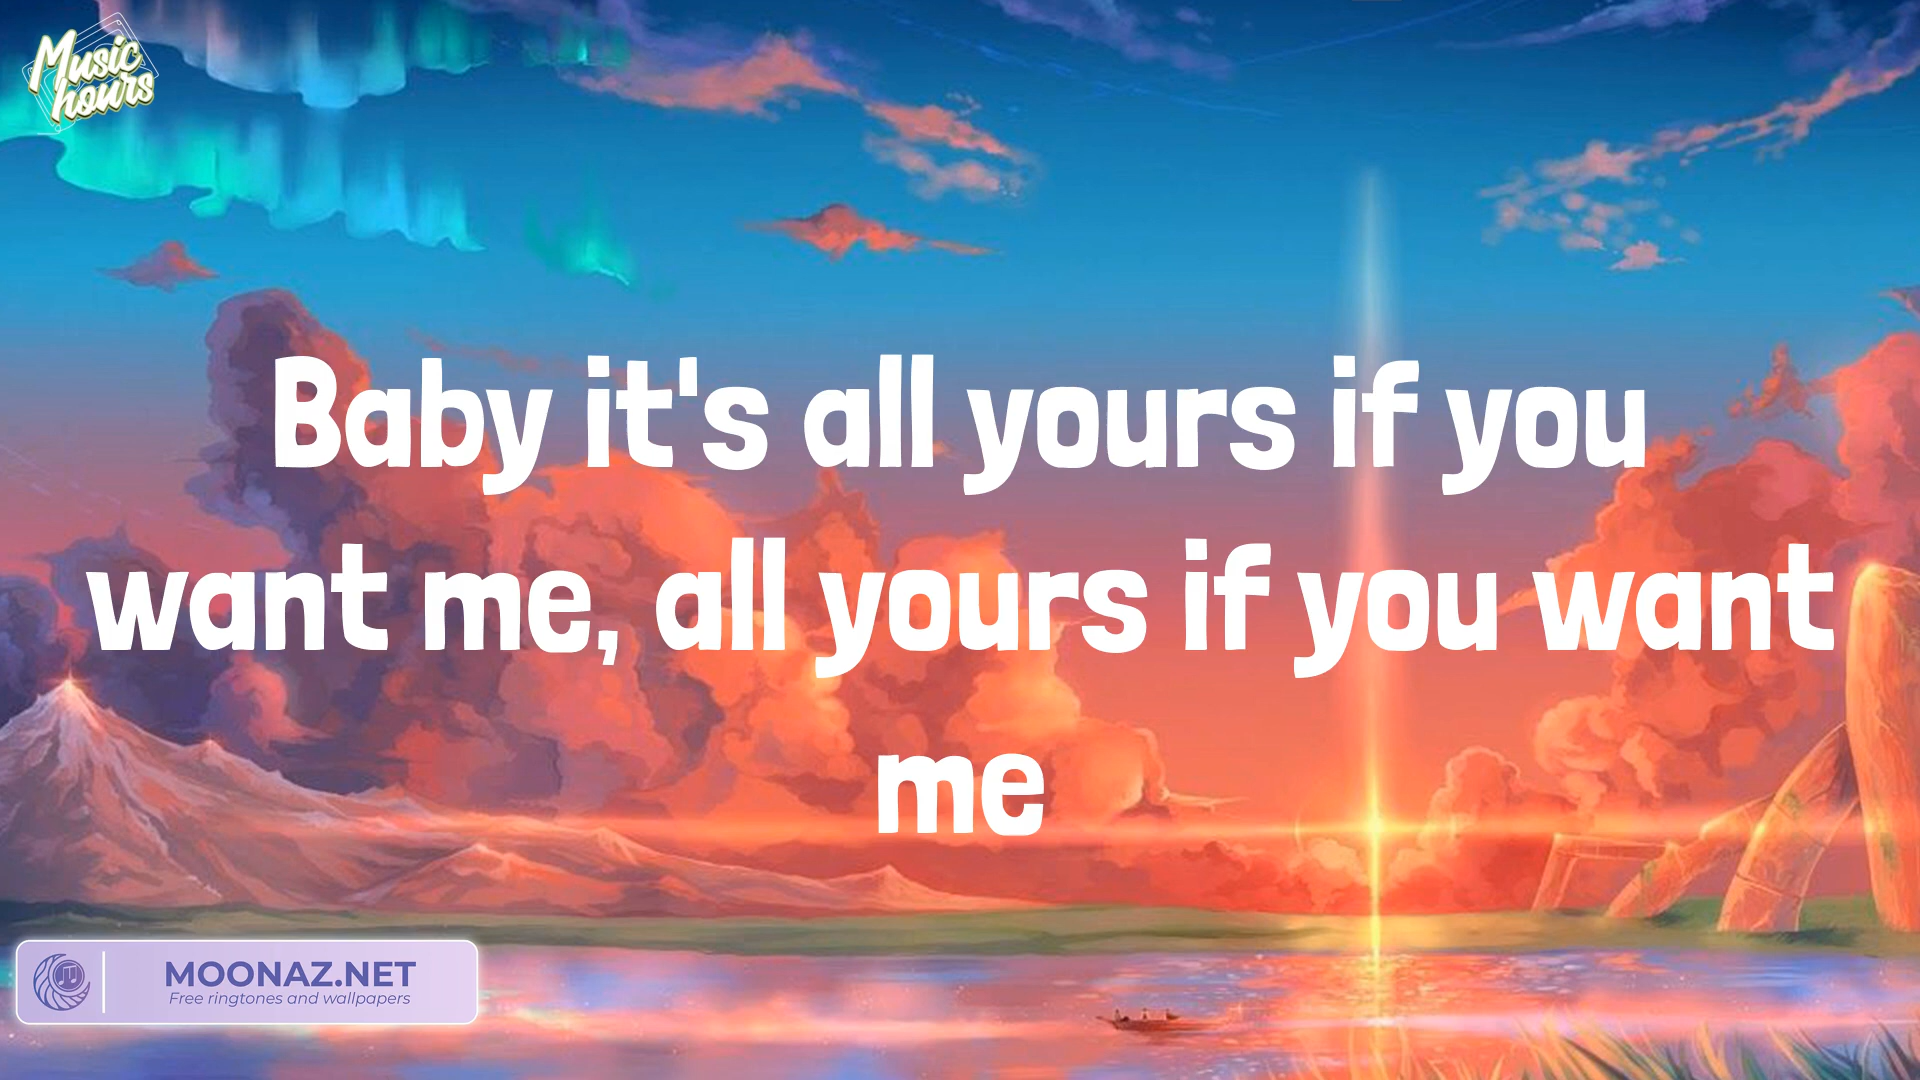 Music
hours
Baby it's all yours if you
want me, all yours if you want
me
MOONAZ.NET
Free ringtones and wallpapers